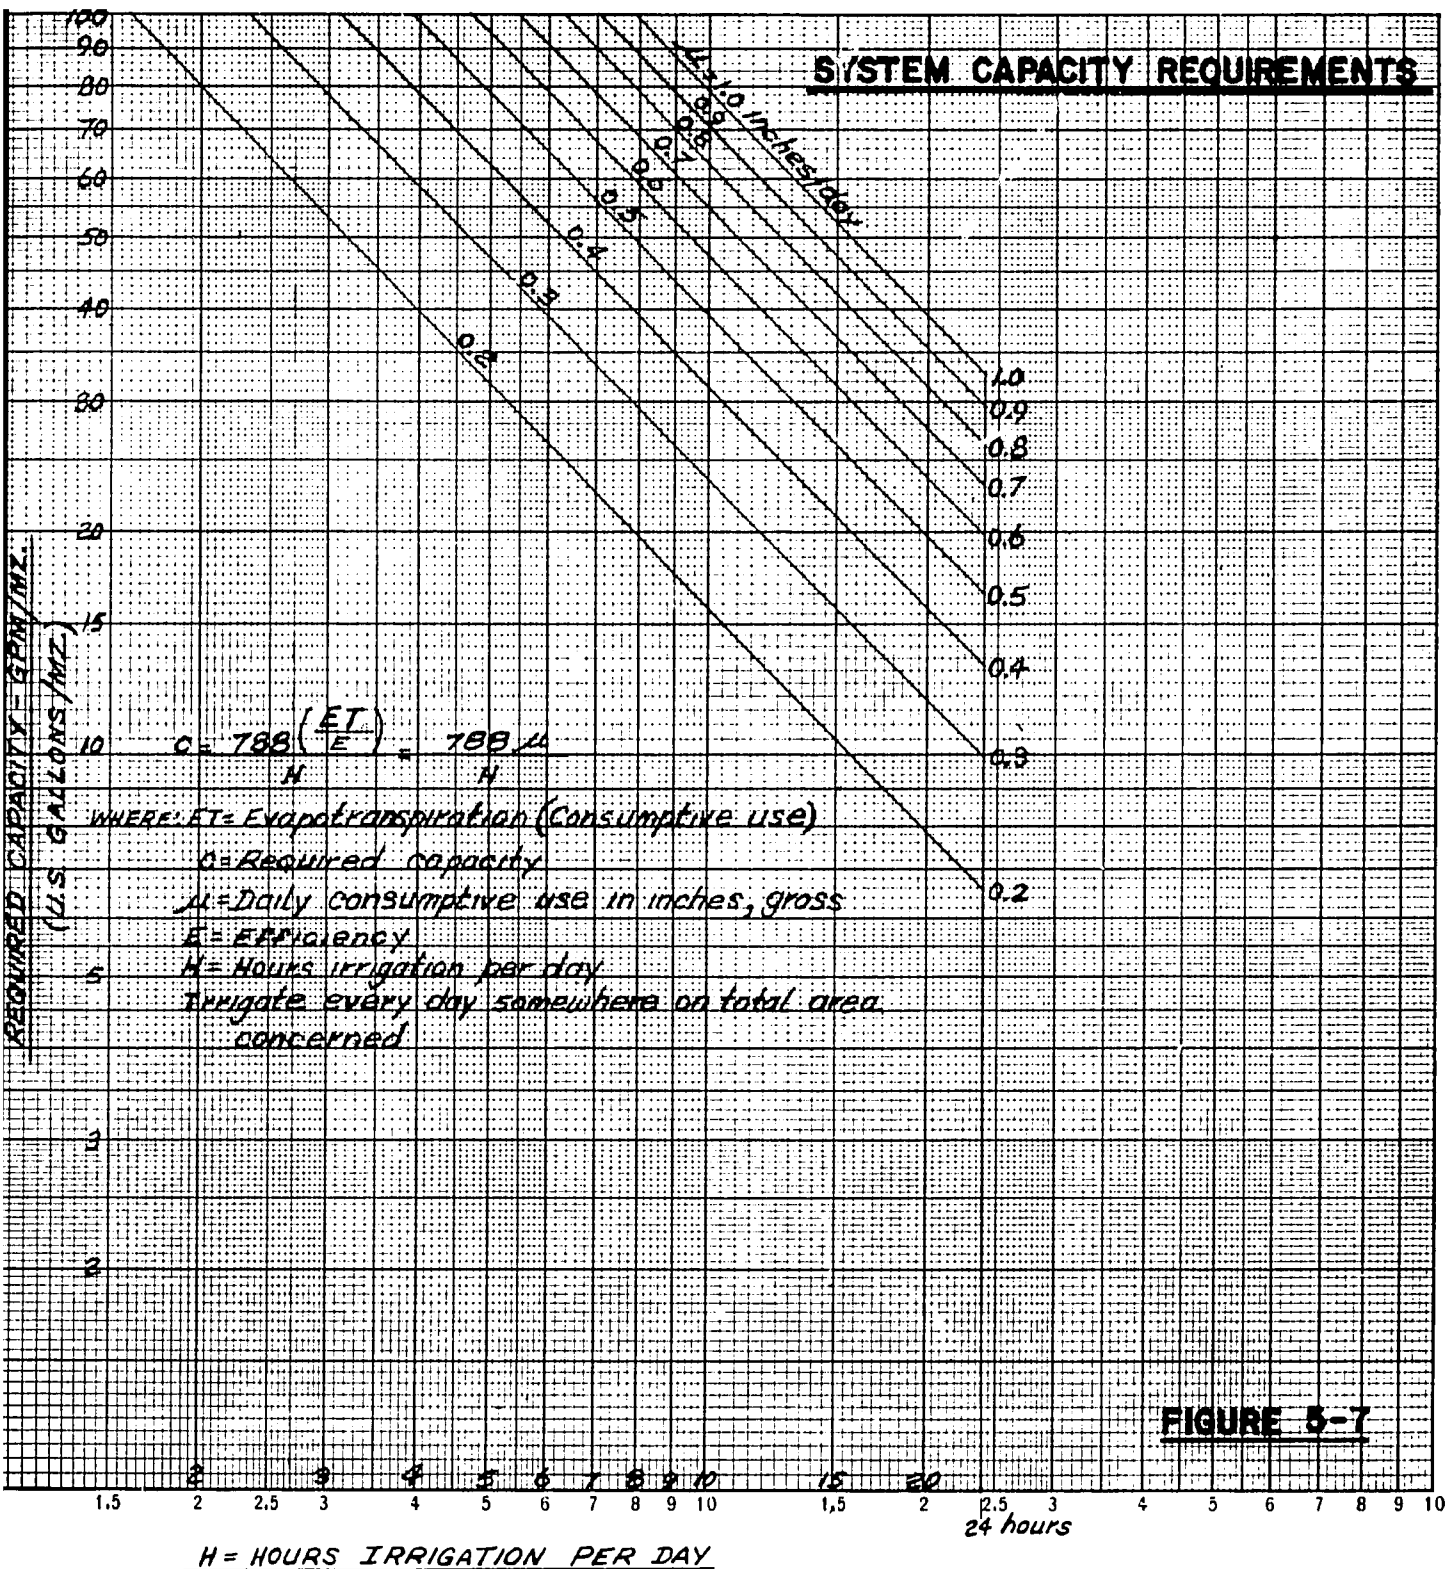 SYSTEM CAPACITY REQUIREMENTS
100
90
80
70
60
50
40
30
20
15
10
5
3
2
REQUIRED CAPACITY - GPM/MZ.
(U.S. GALLONS/MZ)
μ=1.0 inches/day
0.9
0.8
0.7
0.6
0.5
0.4
0.3
0.2
1.0
0.9
0.8
0.7
0.6
0.5
0.4
0.3
0.2
C = 788 (ET/E) / H = 788 μ / H
WHERE: ET = Evapotranspiration (Consumptive use)
C = Required capacity
μ = Daily consumptive use in inches, gross
E = Efficiency
H = Hours irrigation per day
Irrigate every day somewhere on total area
concerned
FIGURE 5-7
2 3 4 5 6 7 8 9 10 15 20
1.5 2 2.5 3 4 5 6 7 8 9 10 1,5 2 2.5 3 4 5 6 7 8 9 10
24 hours
H = HOURS IRRIGATION PER DAY